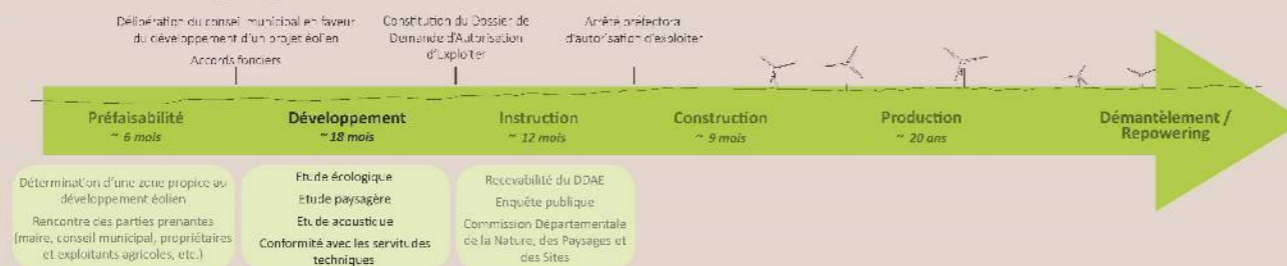 Délibération du conseil municipal en faveur
du développement d'un projet éolien
Accords fonciers
Constitution du Dossier de
Demande d'Autorisation
d'Exploiter
Arrêté préfectora
d'autorisation d'exploiter
Préfaisabilité
~ 6 mois
Développement
~ 18 mois
Instruction
~ 12 mois
Construction
~ 9 mois
Production
~ 20 ans
Démantèlement /
Repowering
Détermination d'une zone propice au
développement éolien
Rencontre des parties prenantes
(maire, conseil municipal, propriétaires
et exploitants agricoles, etc.)
Etude écologique
Etude paysagère
Etude acoustique
Conformité avec les servitudes
techniques
Recevabilité du DDAE
Enquête publique
Commission Départementale
de la Nature, des Paysages et
des Sites